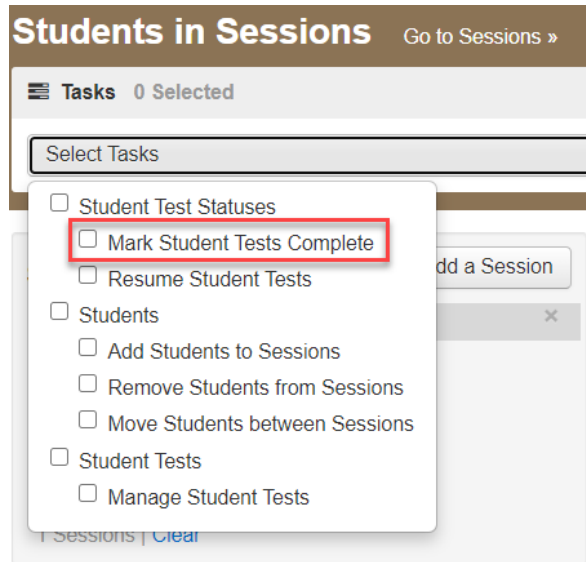 Students in Sessions Go to Sessions »
Tasks 0 Selected
Select Tasks
Student Test Statuses
Mark Student Tests Complete
dd a Session
Resume Student Tests
Students
Add Students to Sessions
Remove Students from Sessions
Move Students between Sessions
Student Tests
Manage Student Tests
1 Sessions | Clear